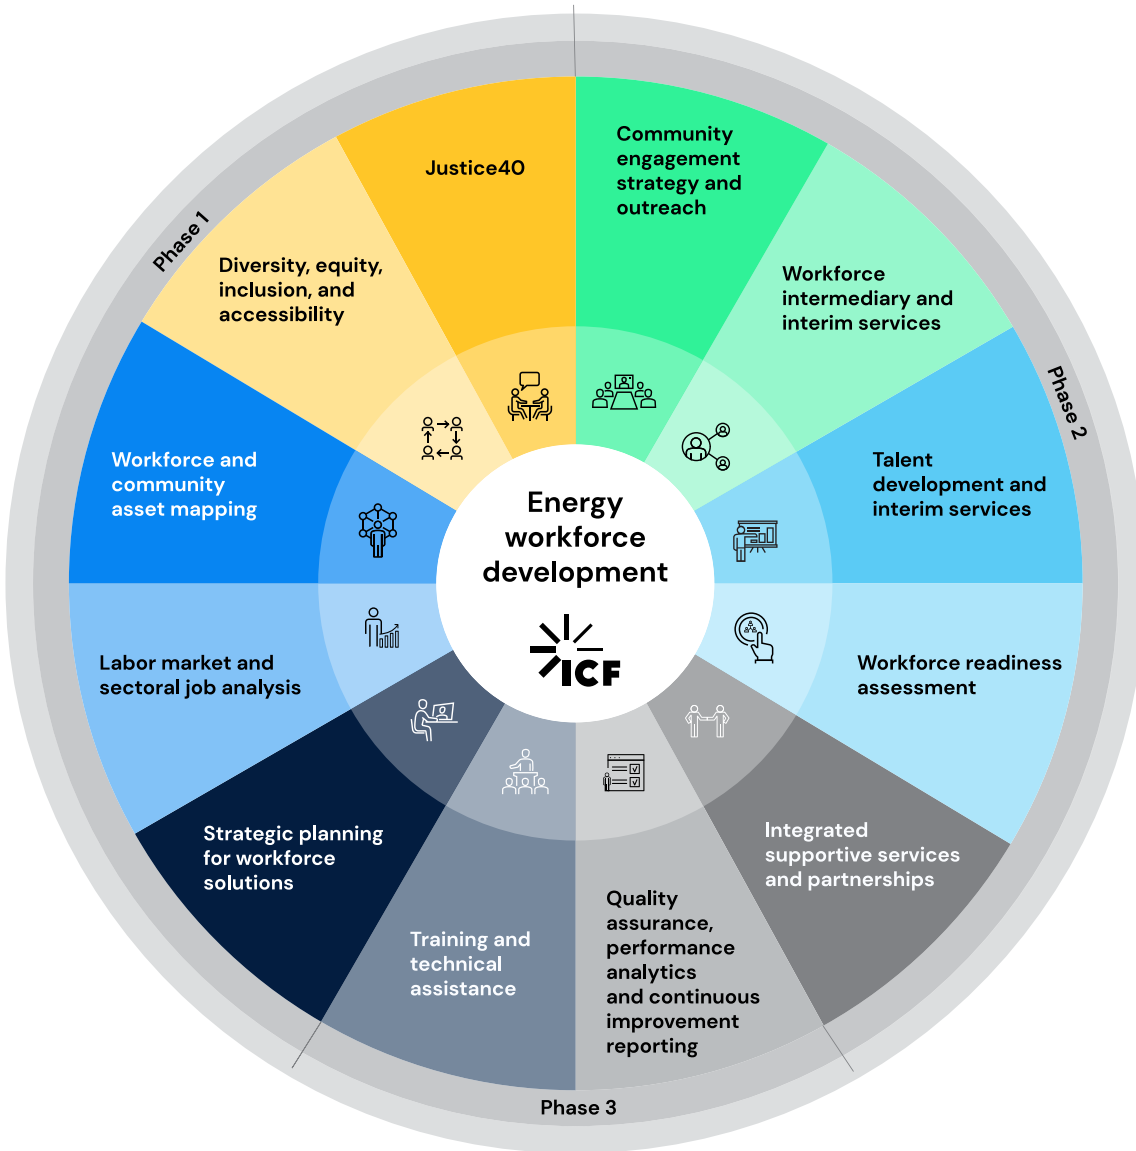 Community
engagement
strategy and
outreach
Justice40
Phase 1
Diversity, equity,
inclusion, and
accessibility
Workforce
intermediary and
interim services
Phase 2
Workforce and
community
asset mapping
Talent
development and
interim services
Energy
workforce
development
ICF
Labor market and
sectoral job analysis
Workforce readiness
assessment
Strategic planning
for workforce
solutions
Integrated
supportive services
and partnerships
Training and
technical
assistance
Quality
assurance,
performance
analytics
and continuous
improvement
reporting
Phase 3